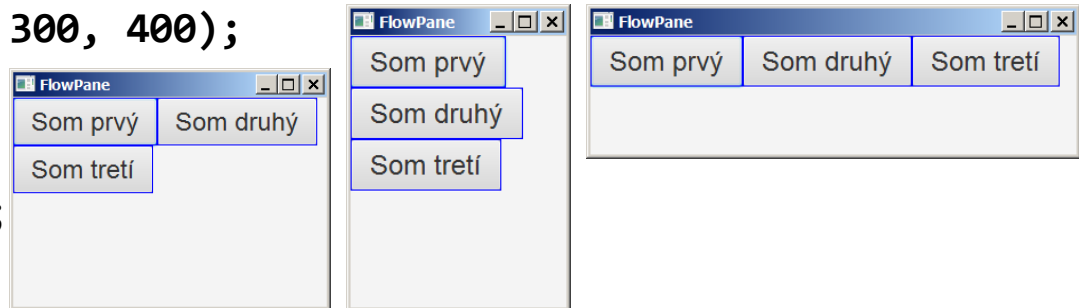 300, 400);
FlowPane
Som prvý
Som druhý
Som tretí
;
FlowPane
Som prvý
Som druhý
Som tretí
FlowPane
Som prvý
Som druhý
Som tretí